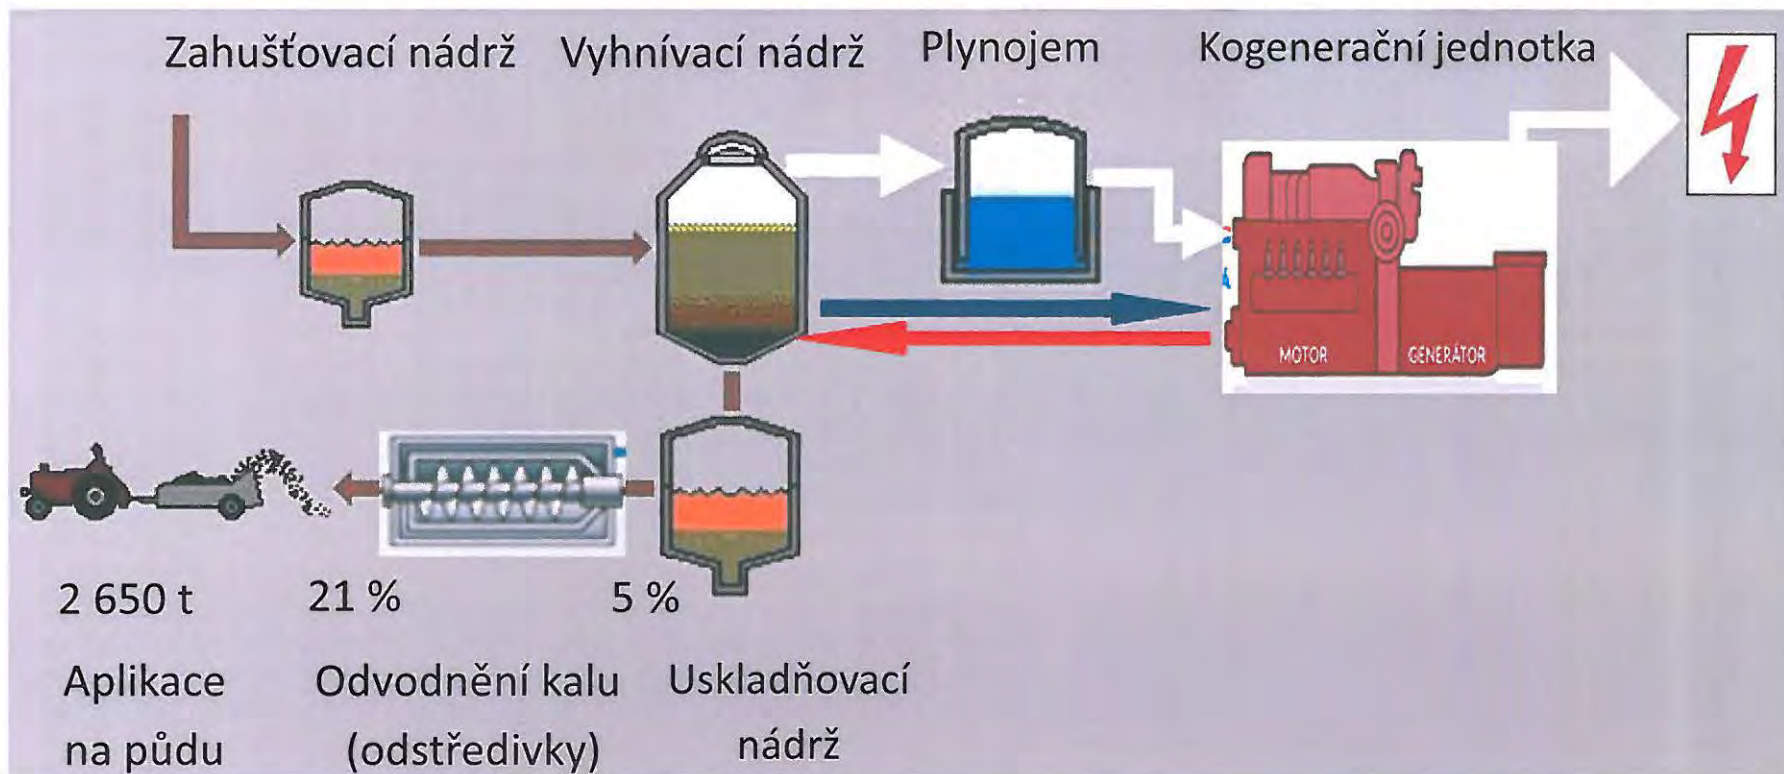 Zahušťovací nádrž
Vyhnívací nádrž
Plynojem
Kogenerační jednotka
MOTOR
GENERÁTOR
2 650 t
21 %
5 %
Aplikace
na půdu
Odvodnění kalu
(odstředivky)
Uskladňovací
nádrž